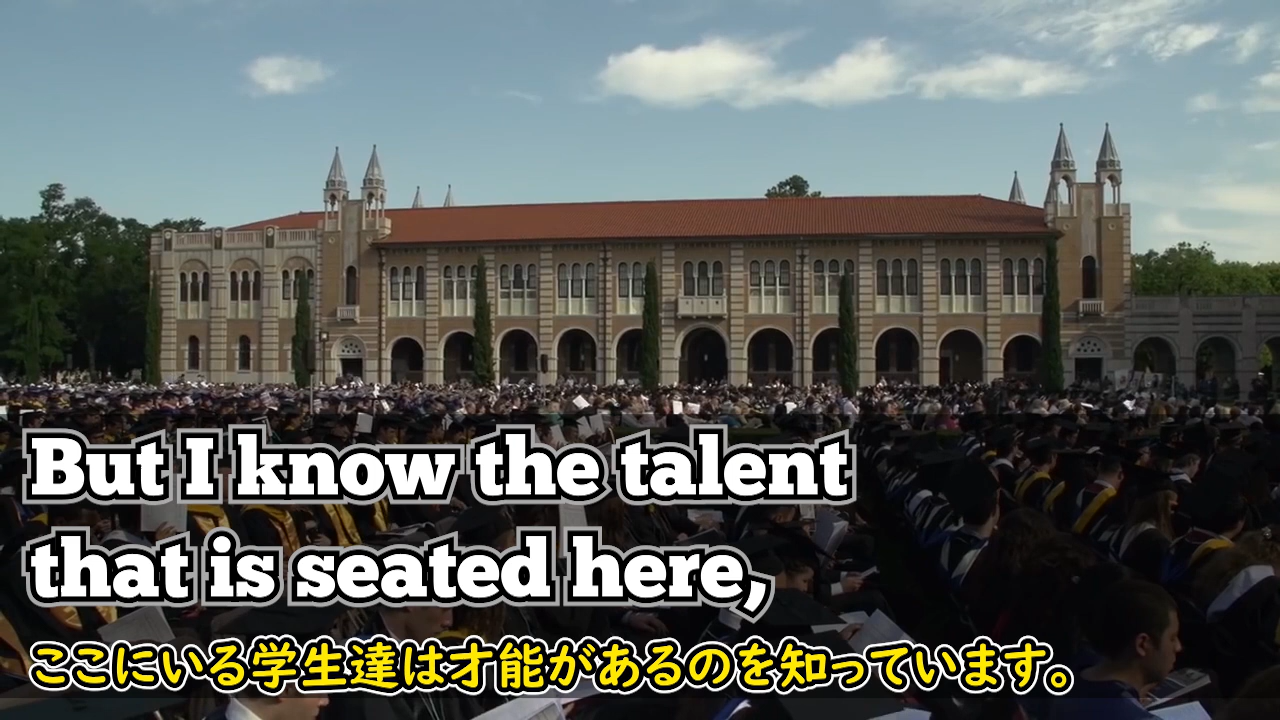 But I know the talent
that is seated here,
ここにいる学生達は才能があるのを知っています。